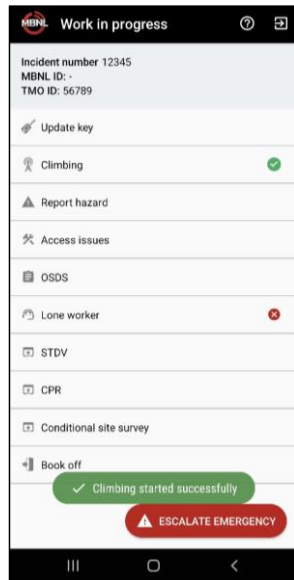 MBNL Work in progress
Incident number 12345
MBNL ID: -
TMO ID: 56789
Update key
Climbing
Report hazard
Access issues
OSDS
Lone worker
STDV
CPR
Conditional site survey
Book off
Climbing started successfully
ESCALATE EMERGENCY